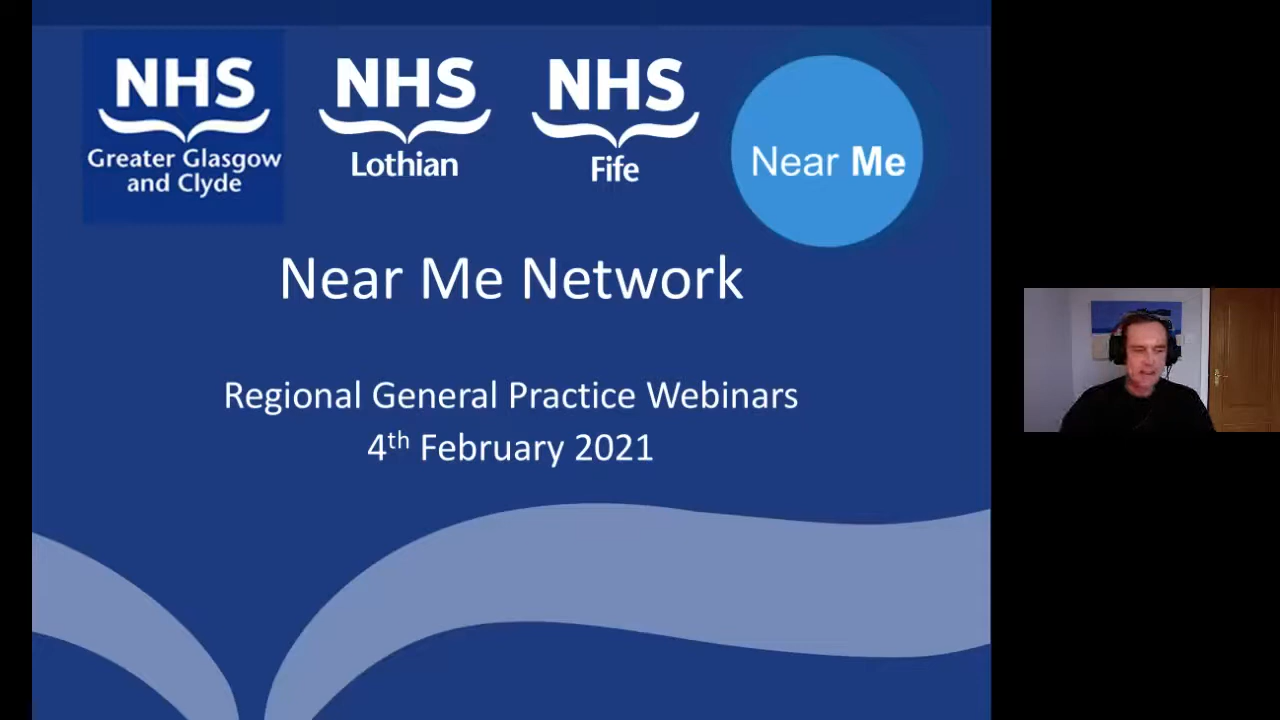 NHS
Greater Glasgow
and Clyde
NHS
Lothian
NHS
Fife
Near Me
Near Me Network
Regional General Practice Webinars
4th February 2021